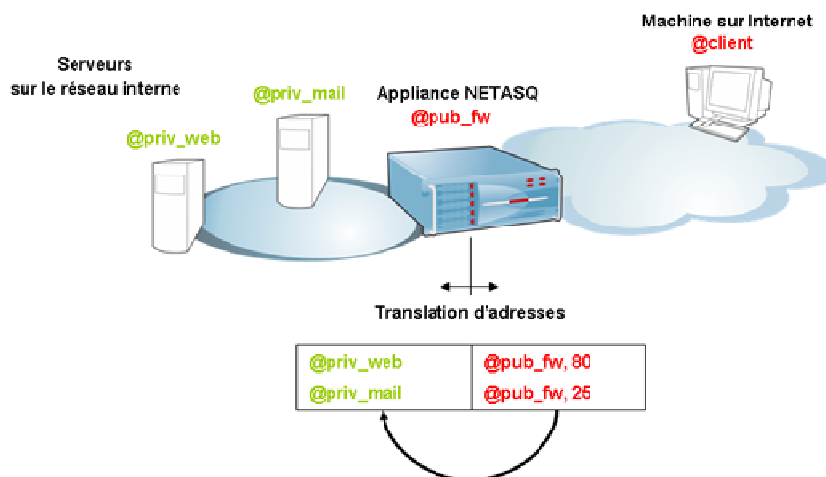 Machine sur Internet
@client
Serveurs
sur le réseau interne
@priv_mail
Appliance NETASQ
@pub_fw
@priv_web
Translation d'adresses
@priv_web @pub_fw, 80
@priv_mail @pub_fw, 25